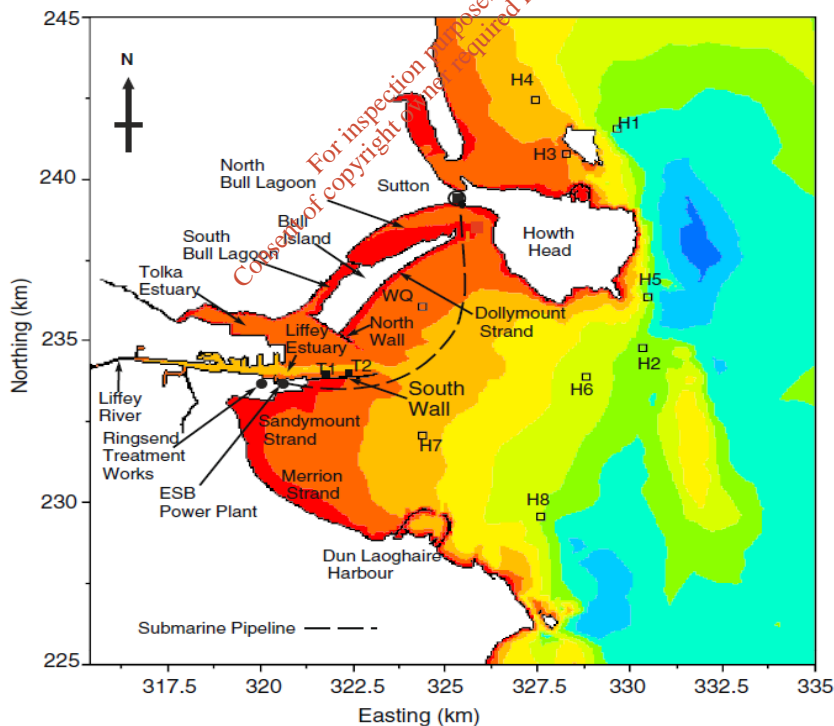 245
240
235
230
225
Northing (km)
317.5
320
322.5
325
327.5
330
332.5
335
Easting (km)
N
For inspection purposes
Consent of copyright owner required
H4
H1
H3
North
Bull Lagoon
Sutton
Bull
Island
South
Bull Lagoon
Howth
Head
Tolka
Estuary
WQ
Dollymount
Strand
North
Wall
Liffey
Estuary
T1
T2
H5
H2
H6
South
Wall
Liffey
River
Ringsend
Treatment
Works
Sandymount
Strand
H7
Merrion
Strand
ESB
Power Plant
H8
Dun Laoghaire
Harbour
Submarine Pipeline